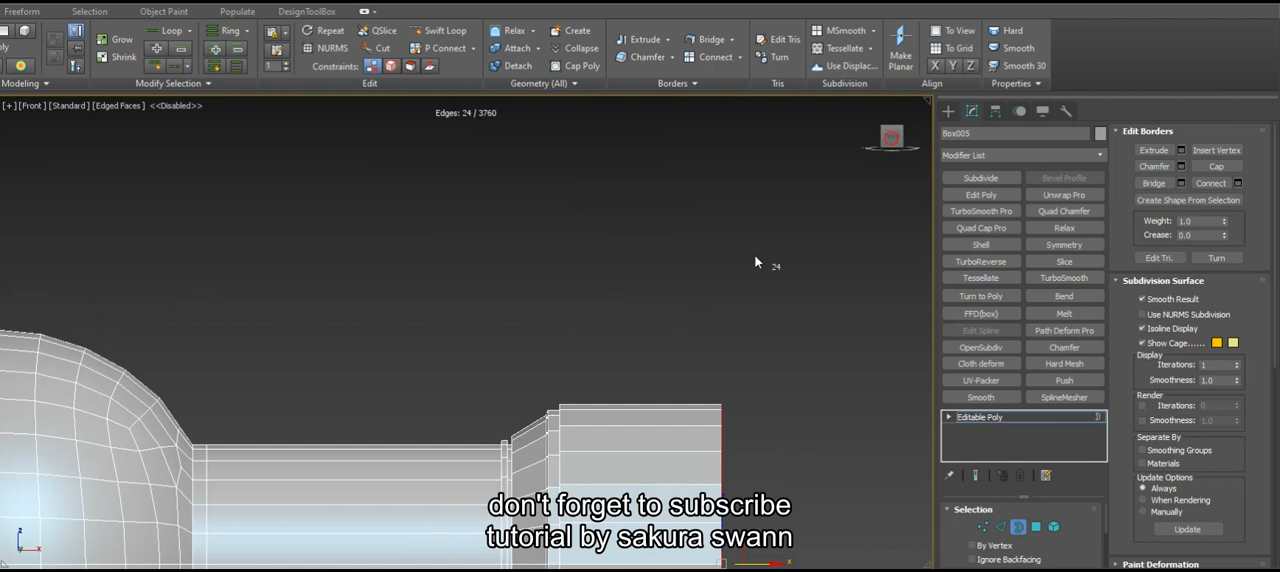 Freeform Selection Object Paint Populate DesignToolBox
Grow Loop Ring Repeat QSlice Swift Loop Relax Create Extrude Bridge Edit Tris MSmooth To View Hard
Shrink NURMS Cut P Connect Attach Collapse Chamfer Connect Turn Tessellate Make Planar To Grid Smooth
1 Constraints: Detach Cap Poly Use Displac... X Y Z Smooth 30
Modeling Modify Selection Edit Geometry (All) Borders Tris Subdivision Align Properties
[+] [Front] [Standard] [Edged Faces] <<Disabled>>
Edges: 24 / 3760
24
Box005
Modifier List
Subdivide Bevel Profile
Edit Poly Unwrap Pro
TurboSmooth Pro Quad Chamfer
Quad Cap Pro Relax
Shell Symmetry
TurboReverse Slice
Tessellate TurboSmooth
Turn to Poly Bend
FFD(box) Melt
Edit Spline Path Deform Pro
OpenSubdiv Chamfer
Cloth deform Hard Mesh
UV-Packer Push
Smooth SplineMesher
Editable Poly
Selection
By Vertex
Ignore Backfacing
Edit Borders
Extrude Insert Vertex
Chamfer Cap
Bridge Connect
Create Shape From Selection
Weight: 1.0
Crease: 0.0
Edit Tri. Turn
Subdivision Surface
Smooth Result
Use NURMS Subdivision
Isoline Display
Show Cage......
Display
Iterations: 1
Smoothness: 1.0
Render
Iterations: 0
Smoothness: 1.0
Separate By
Smoothing Groups
Materials
Update Options
Always
When Rendering
Manually
Update
Paint Deformation
don't forget to subscribe
tutorial by sakura swann
z
x
x